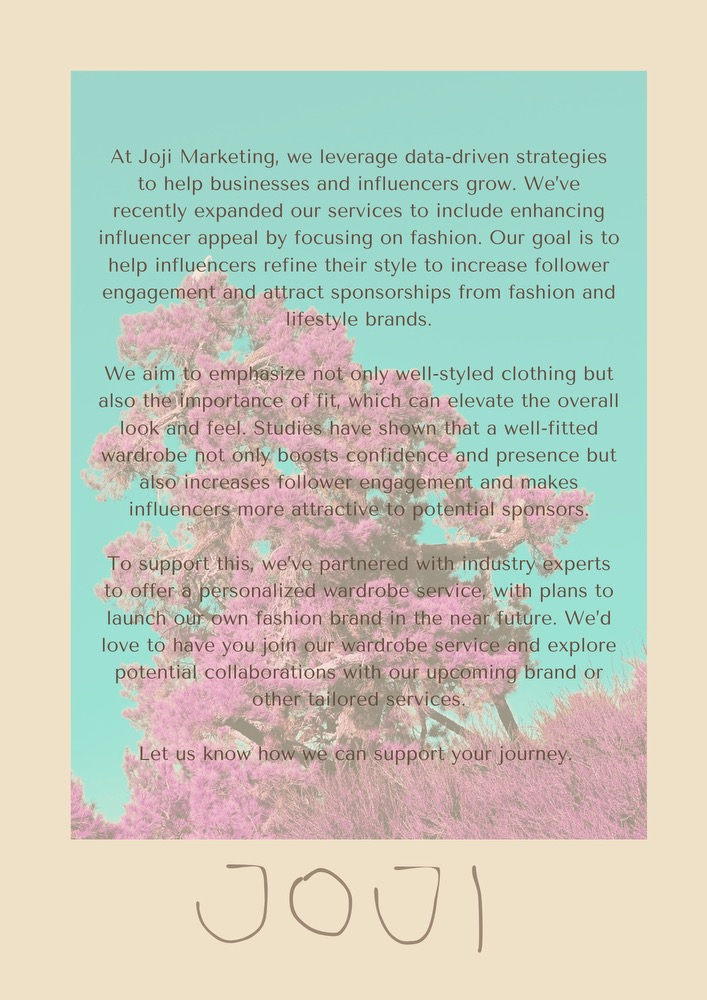 At Joji Marketing, we leverage data-driven strategies
to help businesses and influencers grow. We've
recently expanded our services to include enhancing
influencer appeal by focusing on fashion. Our goal is to
help influencers refine their style to increase follower
engagement and attract sponsorships from fashion and
lifestyle brands.
We aim to emphasize not only well-styled clothing but
also the importance of fit, which can elevate the overall
look and feel. Studies have shown that a well-fitted
wardrobe not only boosts confidence and presence but
also increases follower engagement and makes
influencers more attractive to potential sponsors.
To support this, we've partnered with industry experts
to offer a personalized wardrobe service, with plans to
launch our own fashion brand in the near future. We'd
love to have you join our wardrobe service and explore
potential collaborations with our upcoming brand or
other tailored services.
Let us know how we can support your journey.
JOJI